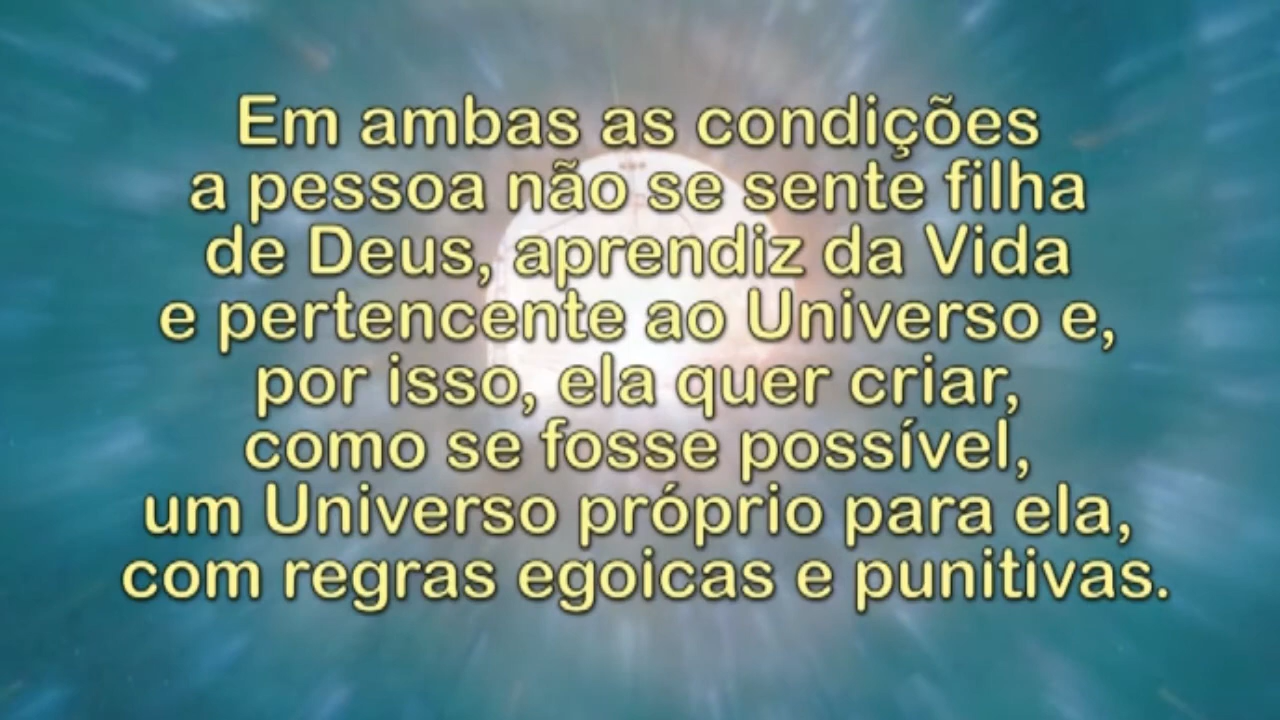 Em ambas as condições
a pessoa não se sente filha
de Deus, aprendiz da Vida
e pertencente ao Universo e,
por isso, ela quer criar,
como se fosse possível,
um Universo próprio para ela,
com regras egoicas e punitivas.